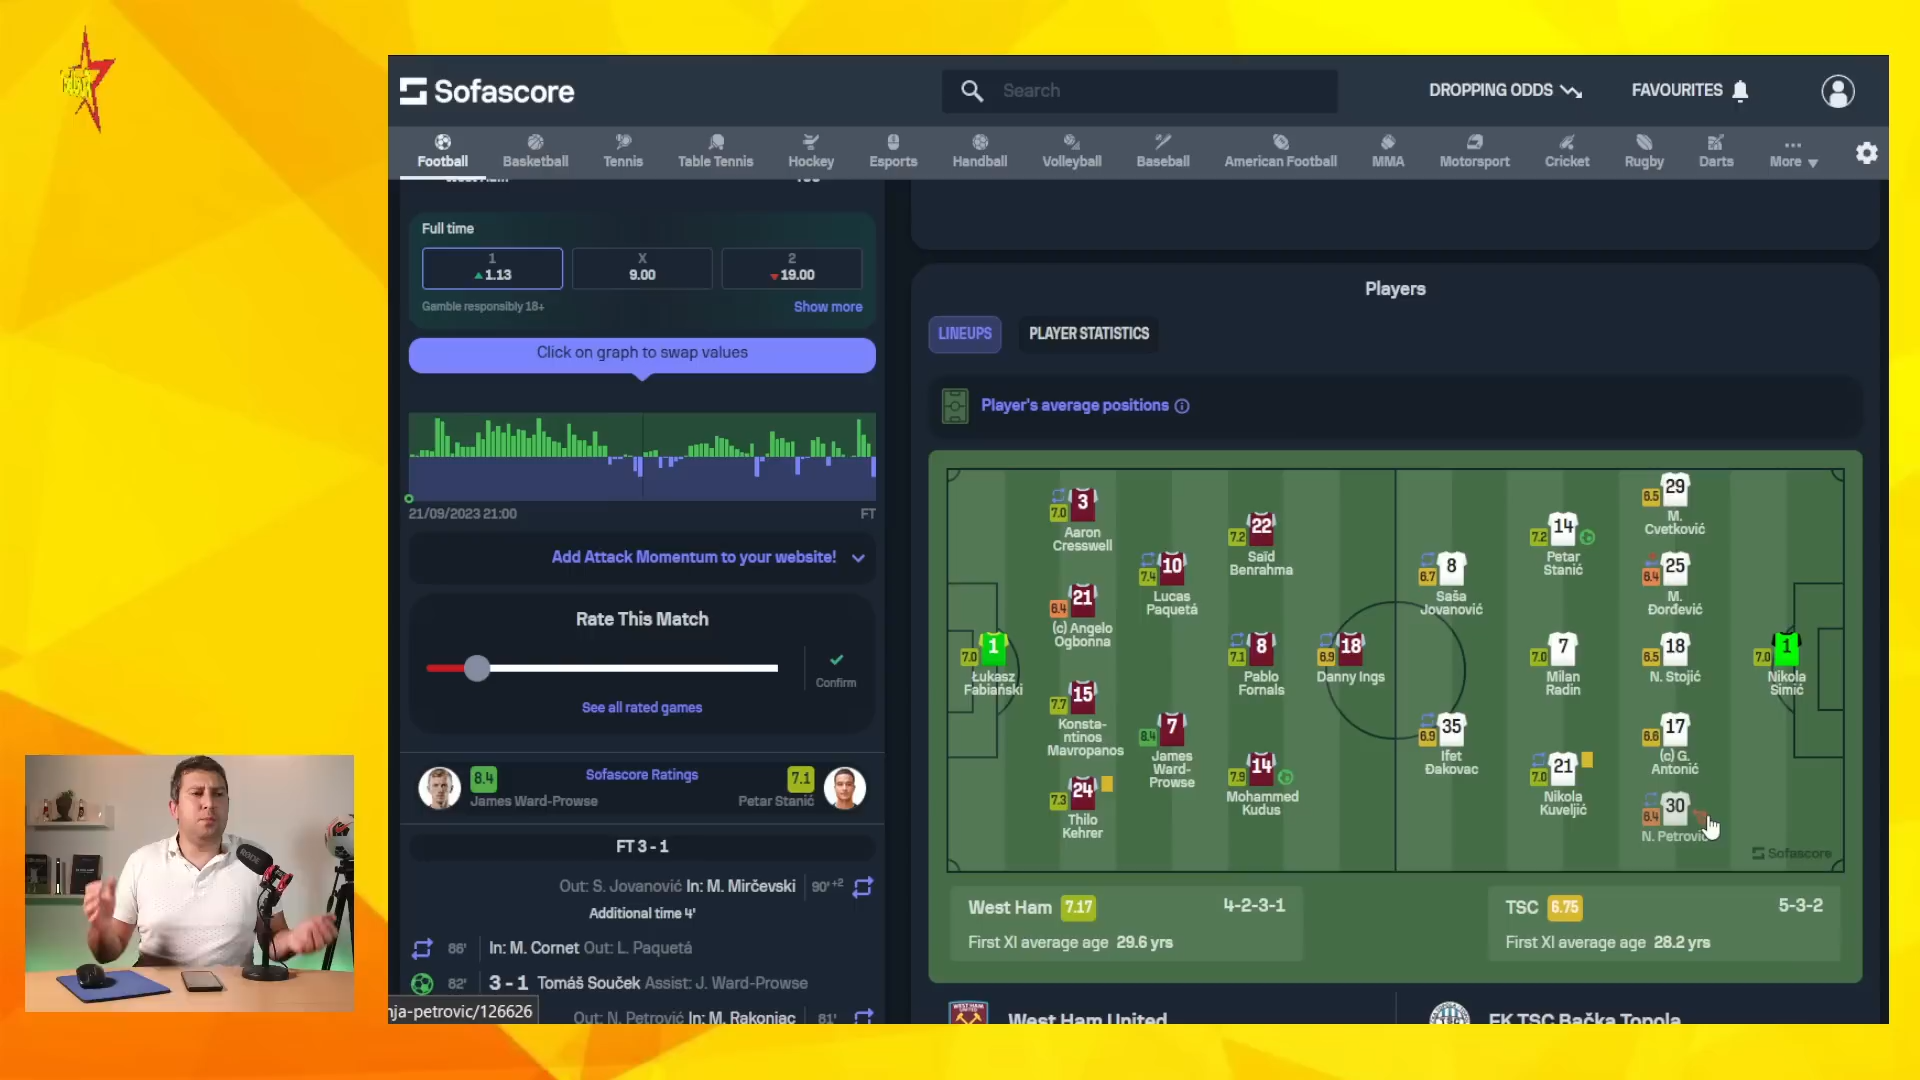 Sofascore
Search
DROPPING ODDS
FAVOURITES
Football
Basketball
Tennis
Table Tennis
Hockey
Esports
Handball
Volleyball
Baseball
American Football
MMA
Motorsport
Cricket
Rugby
Darts
More
Full time
1
1.13
X
9.00
2
19.00
Gamble responsibly 18+
Show more
Click on graph to swap values
21/09/2023 21:00
FT
Add Attack Momentum to your website!
Rate This Match
Confirm
See all rated games
8.4
James Ward-Prowse
Sofascore Ratings
7.1
Petar Stanić
FT 3 - 1
Out: S. Jovanović In: M. Mirčevski
90'+2
Additional time 4'
86'
In: M. Cornet Out: L. Paquetá
82'
3 - 1 Tomáš Souček Assist: J. Ward-Prowse
Out: N. Petrović In: M. Rakonjac
81'
nja-petrovic/126626
Players
LINEUPS
PLAYER STATISTICS
Player's average positions
1
7.0
Łukasz
Fabiański
3
7.0
Aaron
Cresswell
21
6.4
(c) Angelo
Ogbonna
15
7.7
Konsta-
ntinos
Mavropanos
24
7.3
Thilo
Kehrer
10
7.4
Lucas
Paquetá
7
8.4
James
Ward-
Prowse
22
7.2
Saïd
Benrahma
8
7.1
Pablo
Fornals
14
7.9
Mohammed
Kudus
18
6.9
Danny Ings
8
6.7
Saša
Jovanović
35
6.9
Ifet
Đakovac
14
7.2
Petar
Stanić
7
7.0
Milan
Radin
21
7.0
Nikola
Kuveljić
29
6.5
M.
Cvetković
25
6.4
M.
Đorđević
18
6.5
N. Stojić
17
6.6
(c) G.
Antonić
30
6.4
N. Petrović
1
7.0
Nikola
Simić
Sofascore
West Ham 7.17
4-2-3-1
First XI average age 29.6 yrs
TSC 6.75
5-3-2
First XI average age 28.2 yrs
West Ham United
FK TSC Bačka Topola
RODE